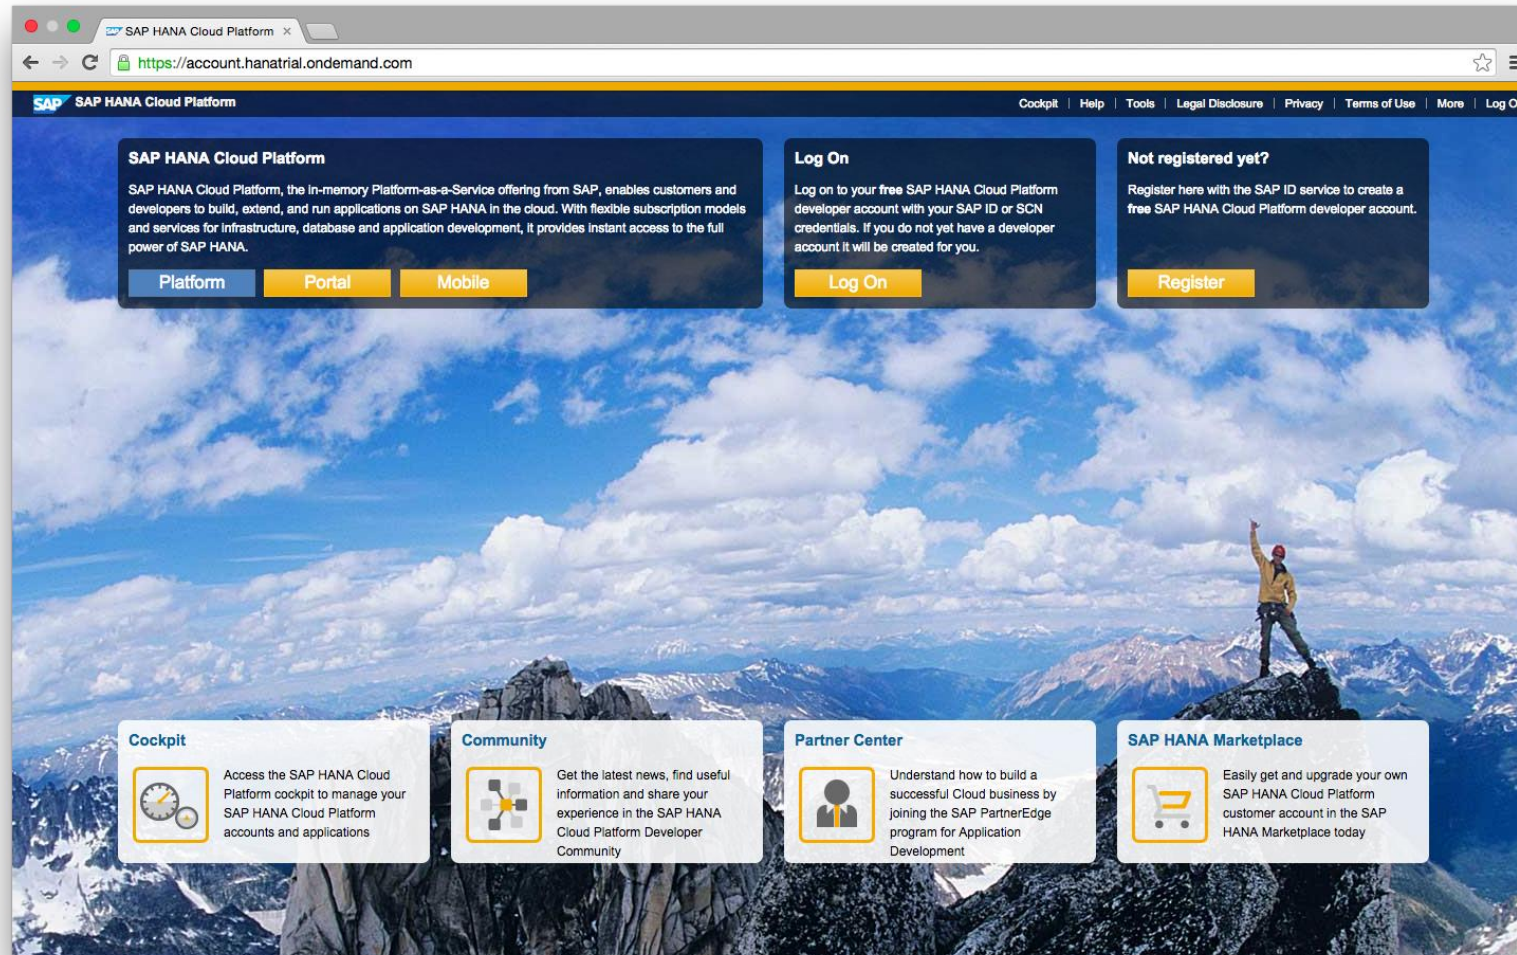 SAP HANA Cloud Platform
https://account.hanatrial.ondemand.com
SAP SAP HANA Cloud Platform
Cockpit | Help | Tools | Legal Disclosure | Privacy | Terms of Use | More | Log O
SAP HANA Cloud Platform
SAP HANA Cloud Platform, the in-memory Platform-as-a-Service offering from SAP, enables customers and
developers to build, extend, and run applications on SAP HANA in the cloud. With flexible subscription models
and services for infrastructure, database and application development, it provides instant access to the full
power of SAP HANA.
Platform
Portal
Mobile
Log On
Log on to your free SAP HANA Cloud Platform
developer account with your SAP ID or SCN
credentials. If you do not yet have a developer
account it will be created for you.
Log On
Not registered yet?
Register here with the SAP ID service to create a
free SAP HANA Cloud Platform developer account.
Register
Cockpit
Access the SAP HANA Cloud
Platform cockpit to manage your
SAP HANA Cloud Platform
accounts and applications
Community
Get the latest news, find useful
information and share your
experience in the SAP HANA
Cloud Platform Developer
Community
Partner Center
Understand how to build a
successful Cloud business by
joining the SAP PartnerEdge
program for Application
Development
SAP HANA Marketplace
Easily get and upgrade your own
SAP HANA Cloud Platform
customer account in the SAP
HANA Marketplace today